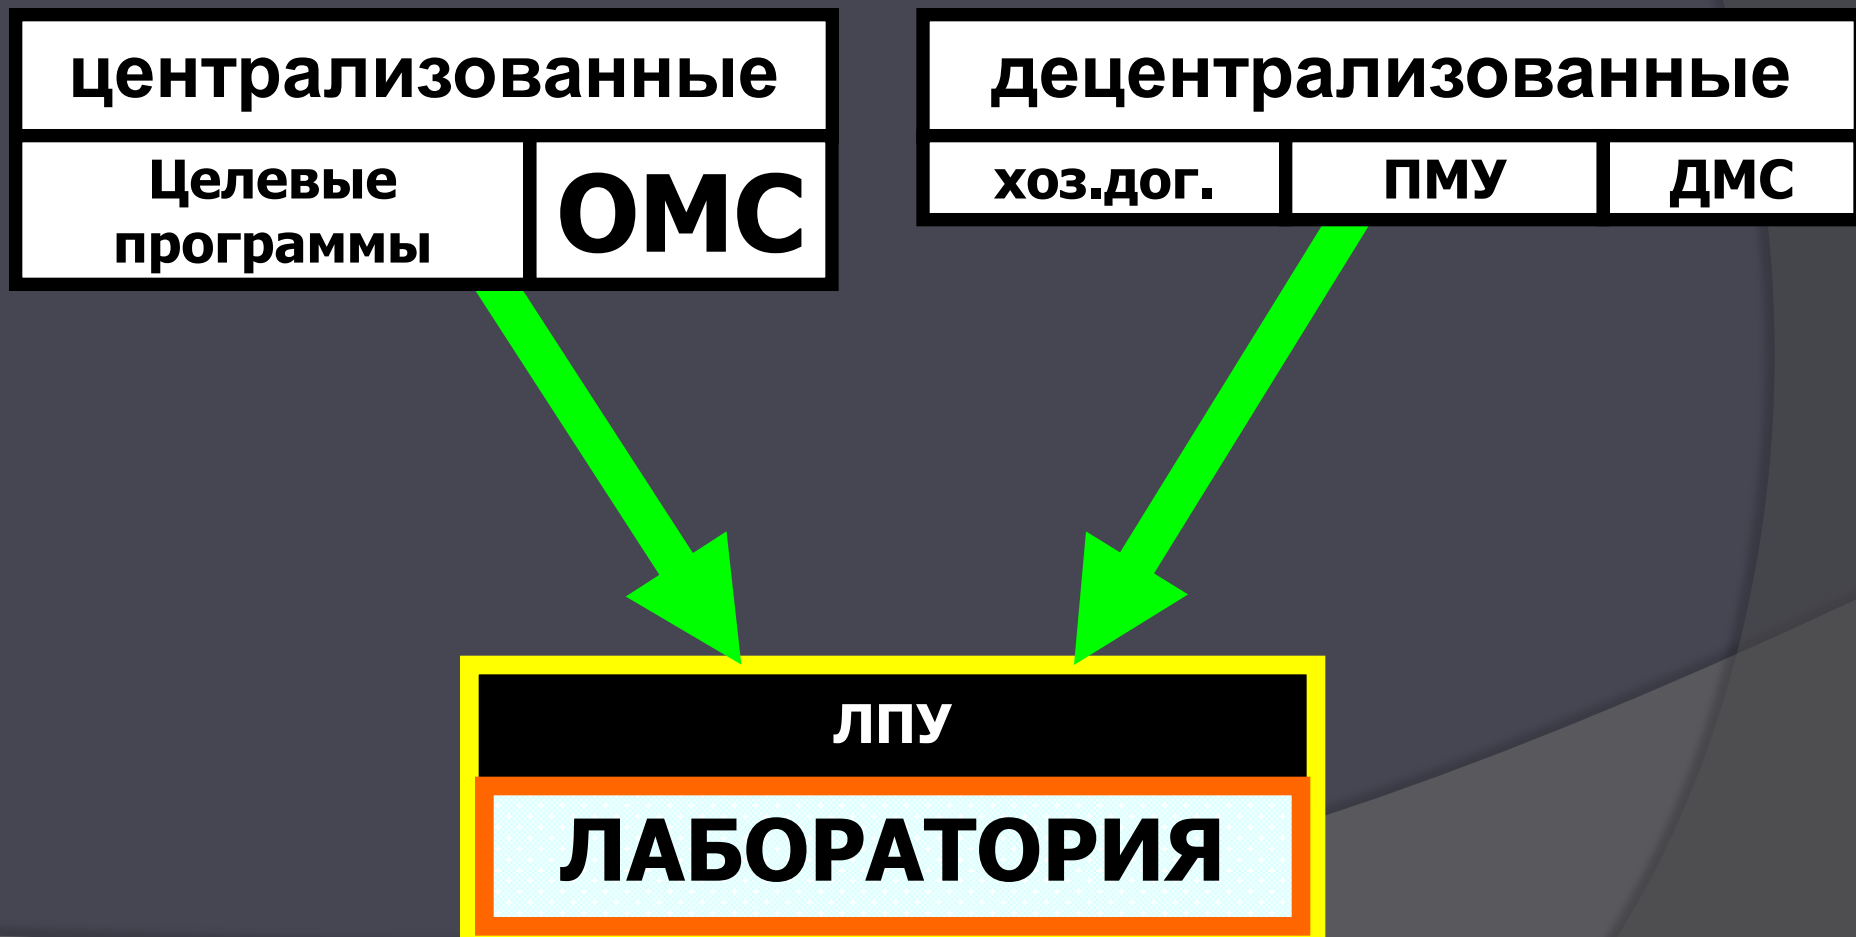 централизованные
Целевые
программы
ОМС
децентрализованные
хоз.дог.
ПМУ
ДМС
ЛПУ
ЛАБОРАТОРИЯ